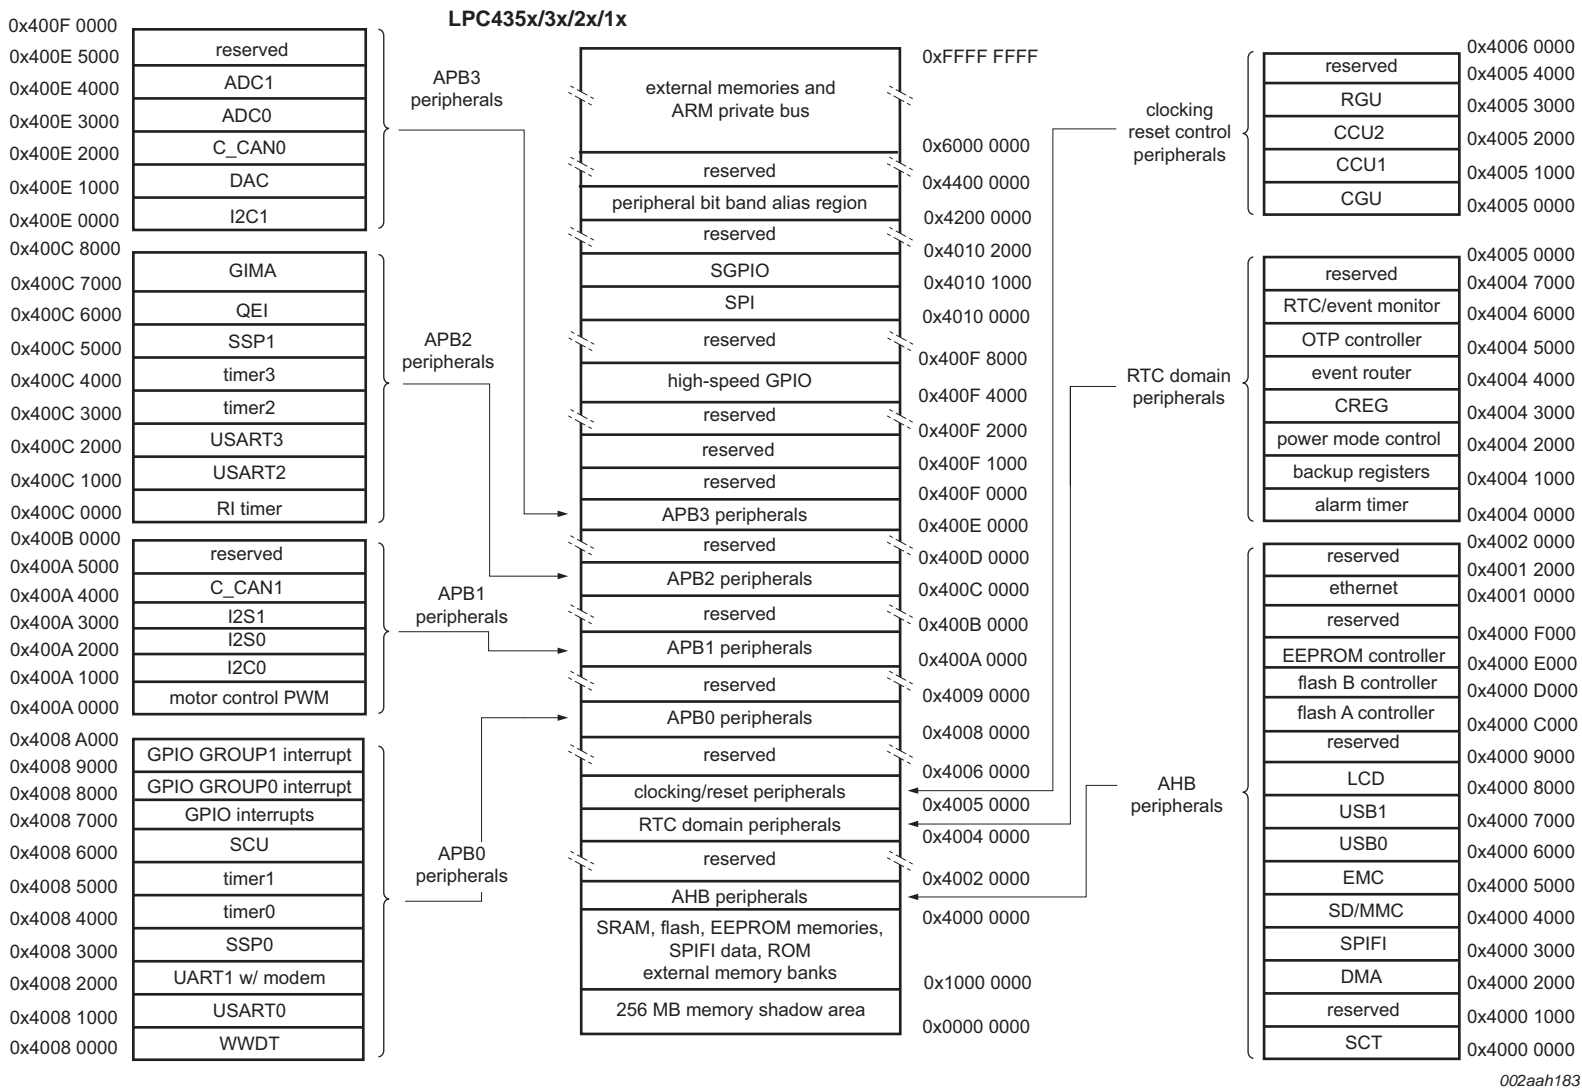 LPC435x/3x/2x/1x
0x400F 0000
reserved
0x400E 5000
ADC1
0x400E 4000
ADC0
0x400E 3000
C_CAN0
0x400E 2000
DAC
0x400E 1000
I2C1
0x400E 0000
APB3
peripherals
0x400C 8000
GIMA
0x400C 7000
QEI
0x400C 6000
SSP1
0x400C 5000
timer3
0x400C 4000
timer2
0x400C 3000
USART3
0x400C 2000
USART2
0x400C 1000
RI timer
0x400C 0000
APB2
peripherals
0x400B 0000
reserved
0x400A 5000
C_CAN1
0x400A 4000
I2S1
0x400A 3000
I2S0
0x400A 2000
I2C0
0x400A 1000
motor control PWM
0x400A 0000
APB1
peripherals
0x4008 A000
GPIO GROUP1 interrupt
0x4008 9000
GPIO GROUP0 interrupt
0x4008 8000
GPIO interrupts
0x4008 7000
SCU
0x4008 6000
timer1
0x4008 5000
timer0
0x4008 4000
SSP0
0x4008 3000
UART1 w/ modem
0x4008 2000
USART0
0x4008 1000
WWDT
0x4008 0000
APB0
peripherals
0xFFFF FFFF
external memories and
ARM private bus
0x6000 0000
reserved
0x4400 0000
peripheral bit band alias region
0x4200 0000
reserved
0x4010 2000
SGPIO
0x4010 1000
SPI
0x4010 0000
reserved
0x400F 8000
high-speed GPIO
0x400F 4000
reserved
0x400F 2000
reserved
0x400F 1000
reserved
0x400F 0000
APB3 peripherals
0x400E 0000
reserved
0x400D 0000
APB2 peripherals
0x400C 0000
reserved
0x400B 0000
APB1 peripherals
0x400A 0000
reserved
0x4009 0000
APB0 peripherals
0x4008 0000
reserved
0x4006 0000
clocking/reset peripherals
0x4005 0000
RTC domain peripherals
0x4004 0000
reserved
0x4002 0000
AHB peripherals
0x4000 0000
SRAM, flash, EEPROM memories,
SPIFI data, ROM
external memory banks
0x1000 0000
256 MB memory shadow area
0x0000 0000
clocking
reset control
peripherals
0x4006 0000
reserved
0x4005 4000
RGU
0x4005 3000
CCU2
0x4005 2000
CCU1
0x4005 1000
CGU
0x4005 0000
RTC domain
peripherals
0x4005 0000
reserved
0x4004 7000
RTC/event monitor
0x4004 6000
OTP controller
0x4004 5000
event router
0x4004 4000
CREG
0x4004 3000
power mode control
0x4004 2000
backup registers
0x4004 1000
alarm timer
0x4004 0000
AHB
peripherals
0x4002 0000
reserved
0x4001 2000
ethernet
0x4001 0000
reserved
0x4000 F000
EEPROM controller
0x4000 E000
flash B controller
0x4000 D000
flash A controller
0x4000 C000
reserved
0x4000 9000
LCD
0x4000 8000
USB1
0x4000 7000
USB0
0x4000 6000
EMC
0x4000 5000
SD/MMC
0x4000 4000
SPIFI
0x4000 3000
DMA
0x4000 2000
reserved
0x4000 1000
SCT
0x4000 0000
002aah183